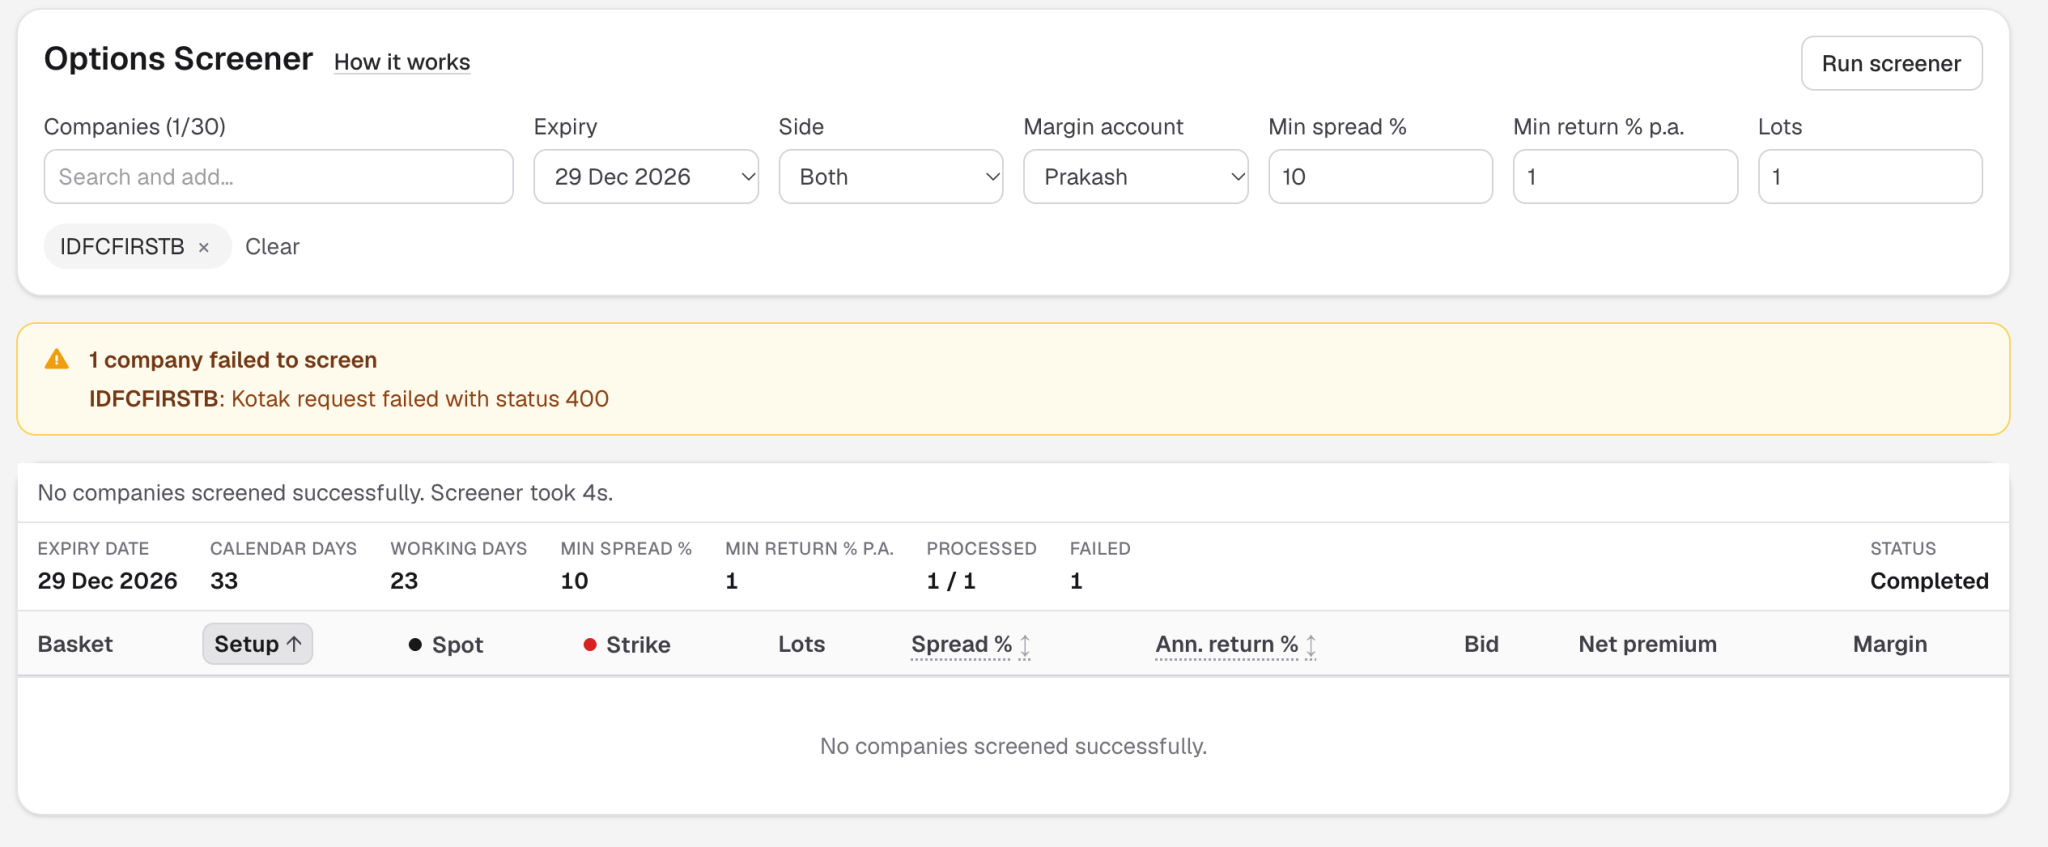 Options Screener How it works Run screener
Companies (1/30) Expiry Side Margin account Min spread % Min return % p.a. Lots
Search and add... 29 Dec 2026 Both Prakash 10 1 1
IDFCFIRSTB × Clear
1 company failed to screen
IDFCFIRSTB: Kotak request failed with status 400
No companies screened successfully. Screener took 4s.
EXPIRY DATE CALENDAR DAYS WORKING DAYS MIN SPREAD % MIN RETURN % P.A. PROCESSED FAILED STATUS
29 Dec 2026 33 23 10 1 1 / 1 1 Completed
Basket Setup ↑ Spot Strike Lots Spread % Ann. return % Bid Net premium Margin
No companies screened successfully.